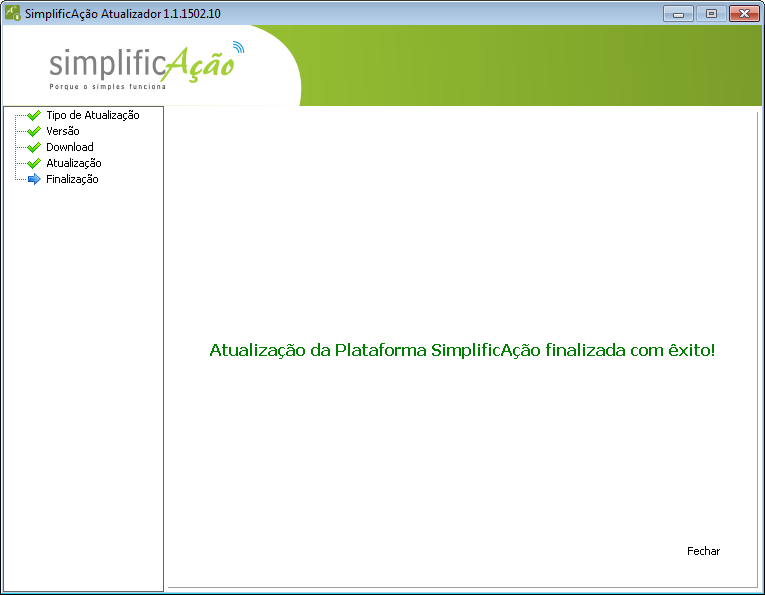 SimplificAção Atualizador 1.1.1502.10
simplificAção
Porque o simples funciona
Tipo de Atualização
Versão
Download
Atualização
Finalização
Atualização da Plataforma SimplificAção finalizada com êxito!
Fechar